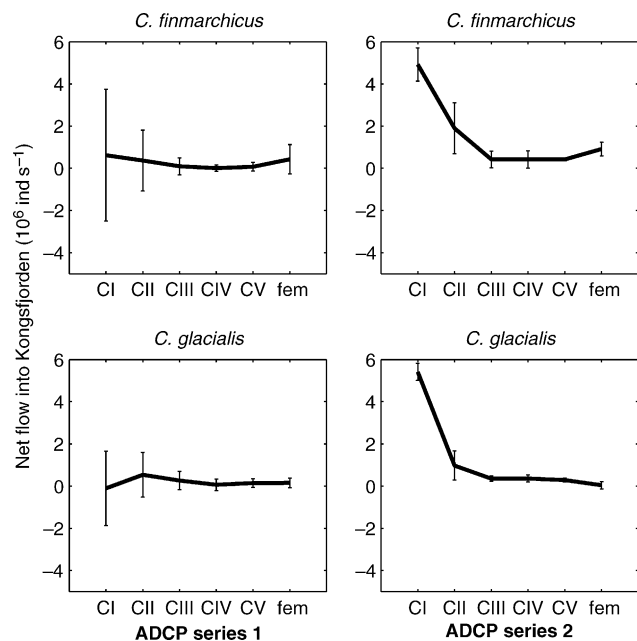 C. finmarchicus
C. finmarchicus
Net flow into Kongsfjorden (10⁶ ind s⁻¹)
6
4
2
0
−2
−4
CI CII CIII CIV CV fem
6
4
2
0
−2
−4
CI CII CIII CIV CV fem
C. glacialis
C. glacialis
6
4
2
0
−2
−4
CI CII CIII CIV CV fem
ADCP series 1
6
4
2
0
−2
−4
CI CII CIII CIV CV fem
ADCP series 2